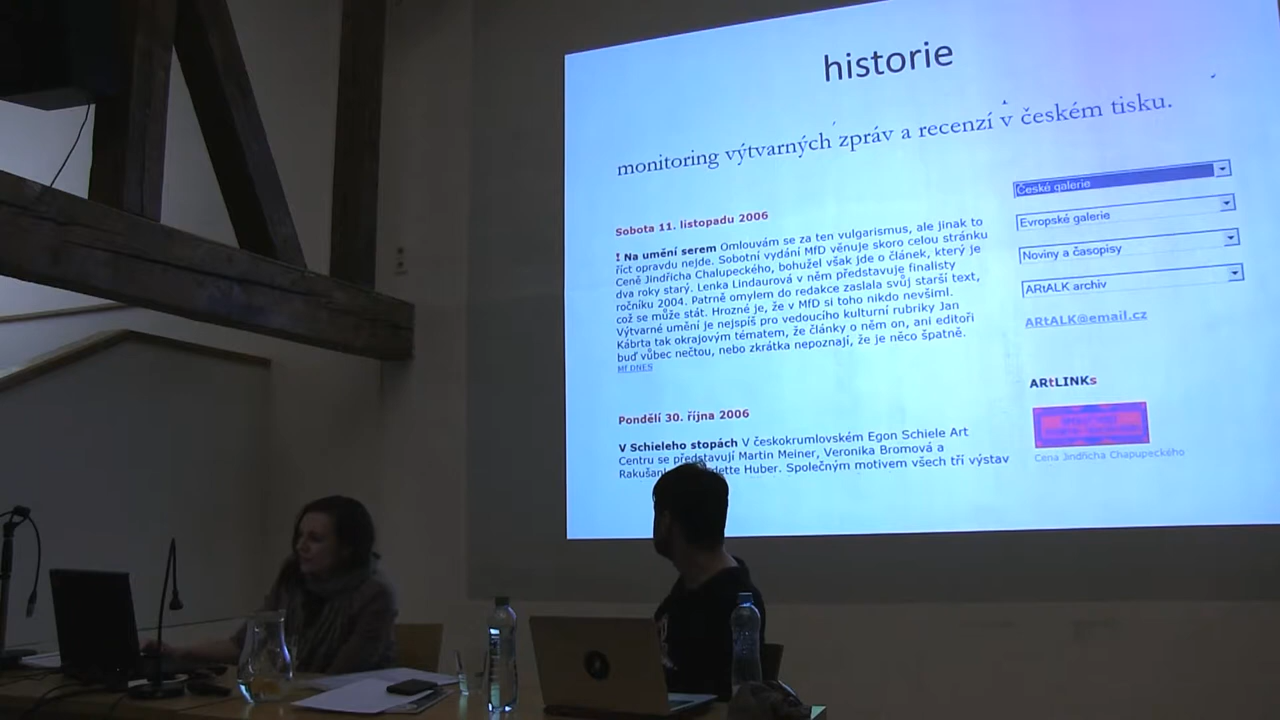 historie
monitoring výtvarných zpráv a recenzí v českém tisku.
Sobota 11. listopadu 2006
! Na umění serem Omlouvám se za ten vulgarismus, ale jinak to
říct opravdu nejde. Sobotní vydání MfD věnuje skoro celou stránku
Ceně Jindřicha Chalupeckého, bohužel však jde o článek, který je
dva roky starý. Lenka Lindaurová v něm představuje finalisty
ročníku 2004. Patrně omylem do redakce zaslala svůj starší text,
což se může stát. Hrozné je, že v MfD si toho nikdo nevšiml.
Výtvarné umění je nejspíš pro vedoucího kulturní rubriky Jan
Kábrta tak okrajovým tématem, že články o něm on, ani editoři
buď vůbec nečtou, nebo zkrátka nepoznají, že je něco špatně.
Mf DNES
Pondělí 30. října 2006
V Schieleho stopách V českokrumlovském Egon Schiele Art
Centru se představují Martin Meiner, Veronika Bromová a
Huber. Společným motivem všech tří výstav
České galerie
Evropské galerie
Noviny a časopisy
ARtALK archiv
ARtALK@email.cz
ARtLINKs
Cena Jindřicha Chapupeckého